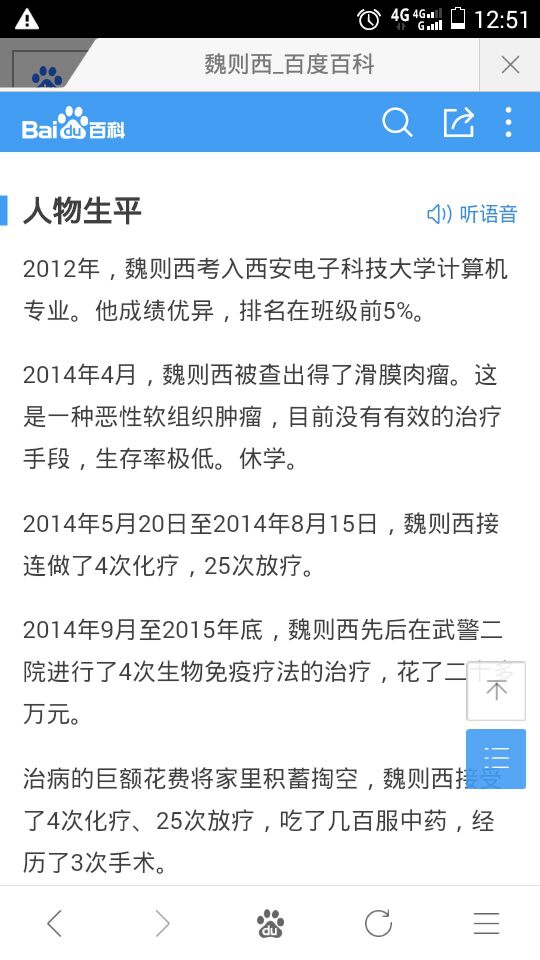 4G 4G G 12:51
魏则西_百度百科
Bai du 百科
人物生平
听语音
2012年，魏则西考入西安电子科技大学计算机
专业。他成绩优异，排名在班级前5%。
2014年4月，魏则西被查出得了滑膜肉瘤。这
是一种恶性软组织肿瘤，目前没有有效的治疗
手段，生存率极低。休学。
2014年5月20日至2014年8月15日，魏则西接
连做了4次化疗，25次放疗。
2014年9月至2015年底，魏则西先后在武警二
院进行了4次生物免疫疗法的治疗，花了二十多
万元。
治病的巨额花费将家里积蓄掏空，魏则西接受
了4次化疗、25次放疗，吃了几百服中药，经
历了3次手术。
du